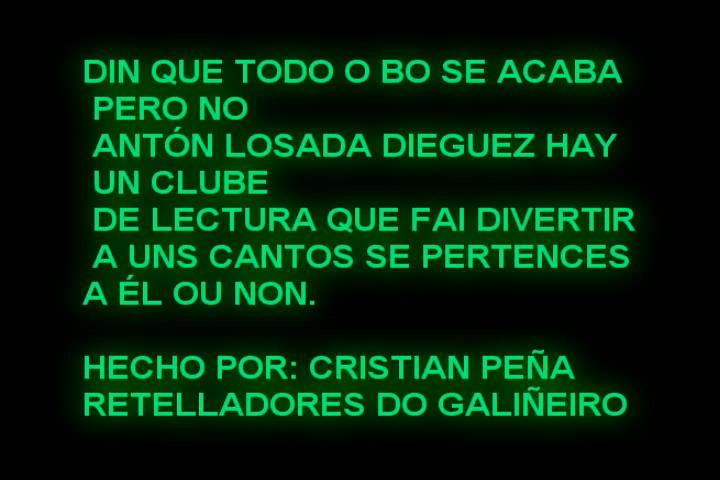 DIN QUE TODO O BO SE ACABA
PERO NO
ANTÓN LOSADA DIEGUEZ HAY
UN CLUBE
DE LECTURA QUE FAI DIVERTIR
A UNS CANTOS SE PERTENCES
A ÉL OU NON.
HECHO POR: CRISTIAN PEÑA
RETELLADORES DO GALIÑEIRO